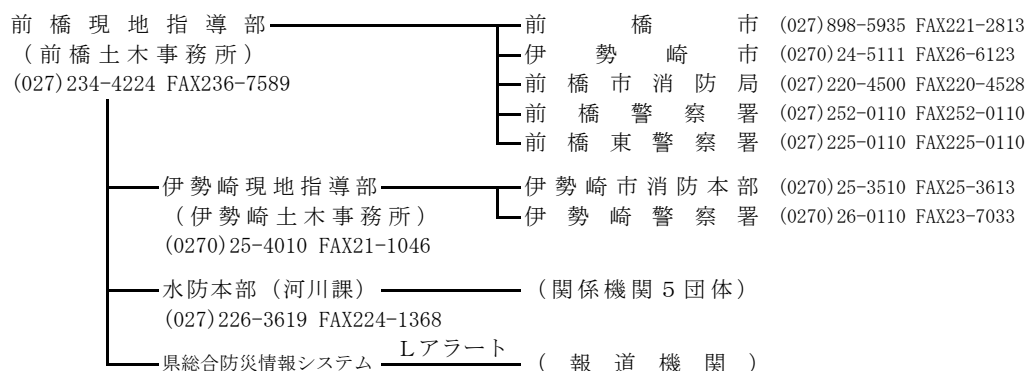 前橋現地指導部 前橋市 (027)898-5935 FAX221-2813
(前橋土木事務所) 伊勢崎市 (0270)24-5111 FAX26-6123
(027)234-4224 FAX236-7589 前橋市消防局 (027)220-4500 FAX220-4528
前橋警察署 (027)252-0110 FAX252-0110
前橋東警察署 (027)225-0110 FAX225-0110
伊勢崎現地指導部 伊勢崎市消防本部 (0270)25-3510 FAX25-3613
(伊勢崎土木事務所) 伊勢崎警察署 (0270)26-0110 FAX23-7033
(0270)25-4010 FAX21-1046
水防本部(河川課) (関係機関5団体)
(027)226-3619 FAX224-1368
県総合防災情報システム Lアラート (報道機関)